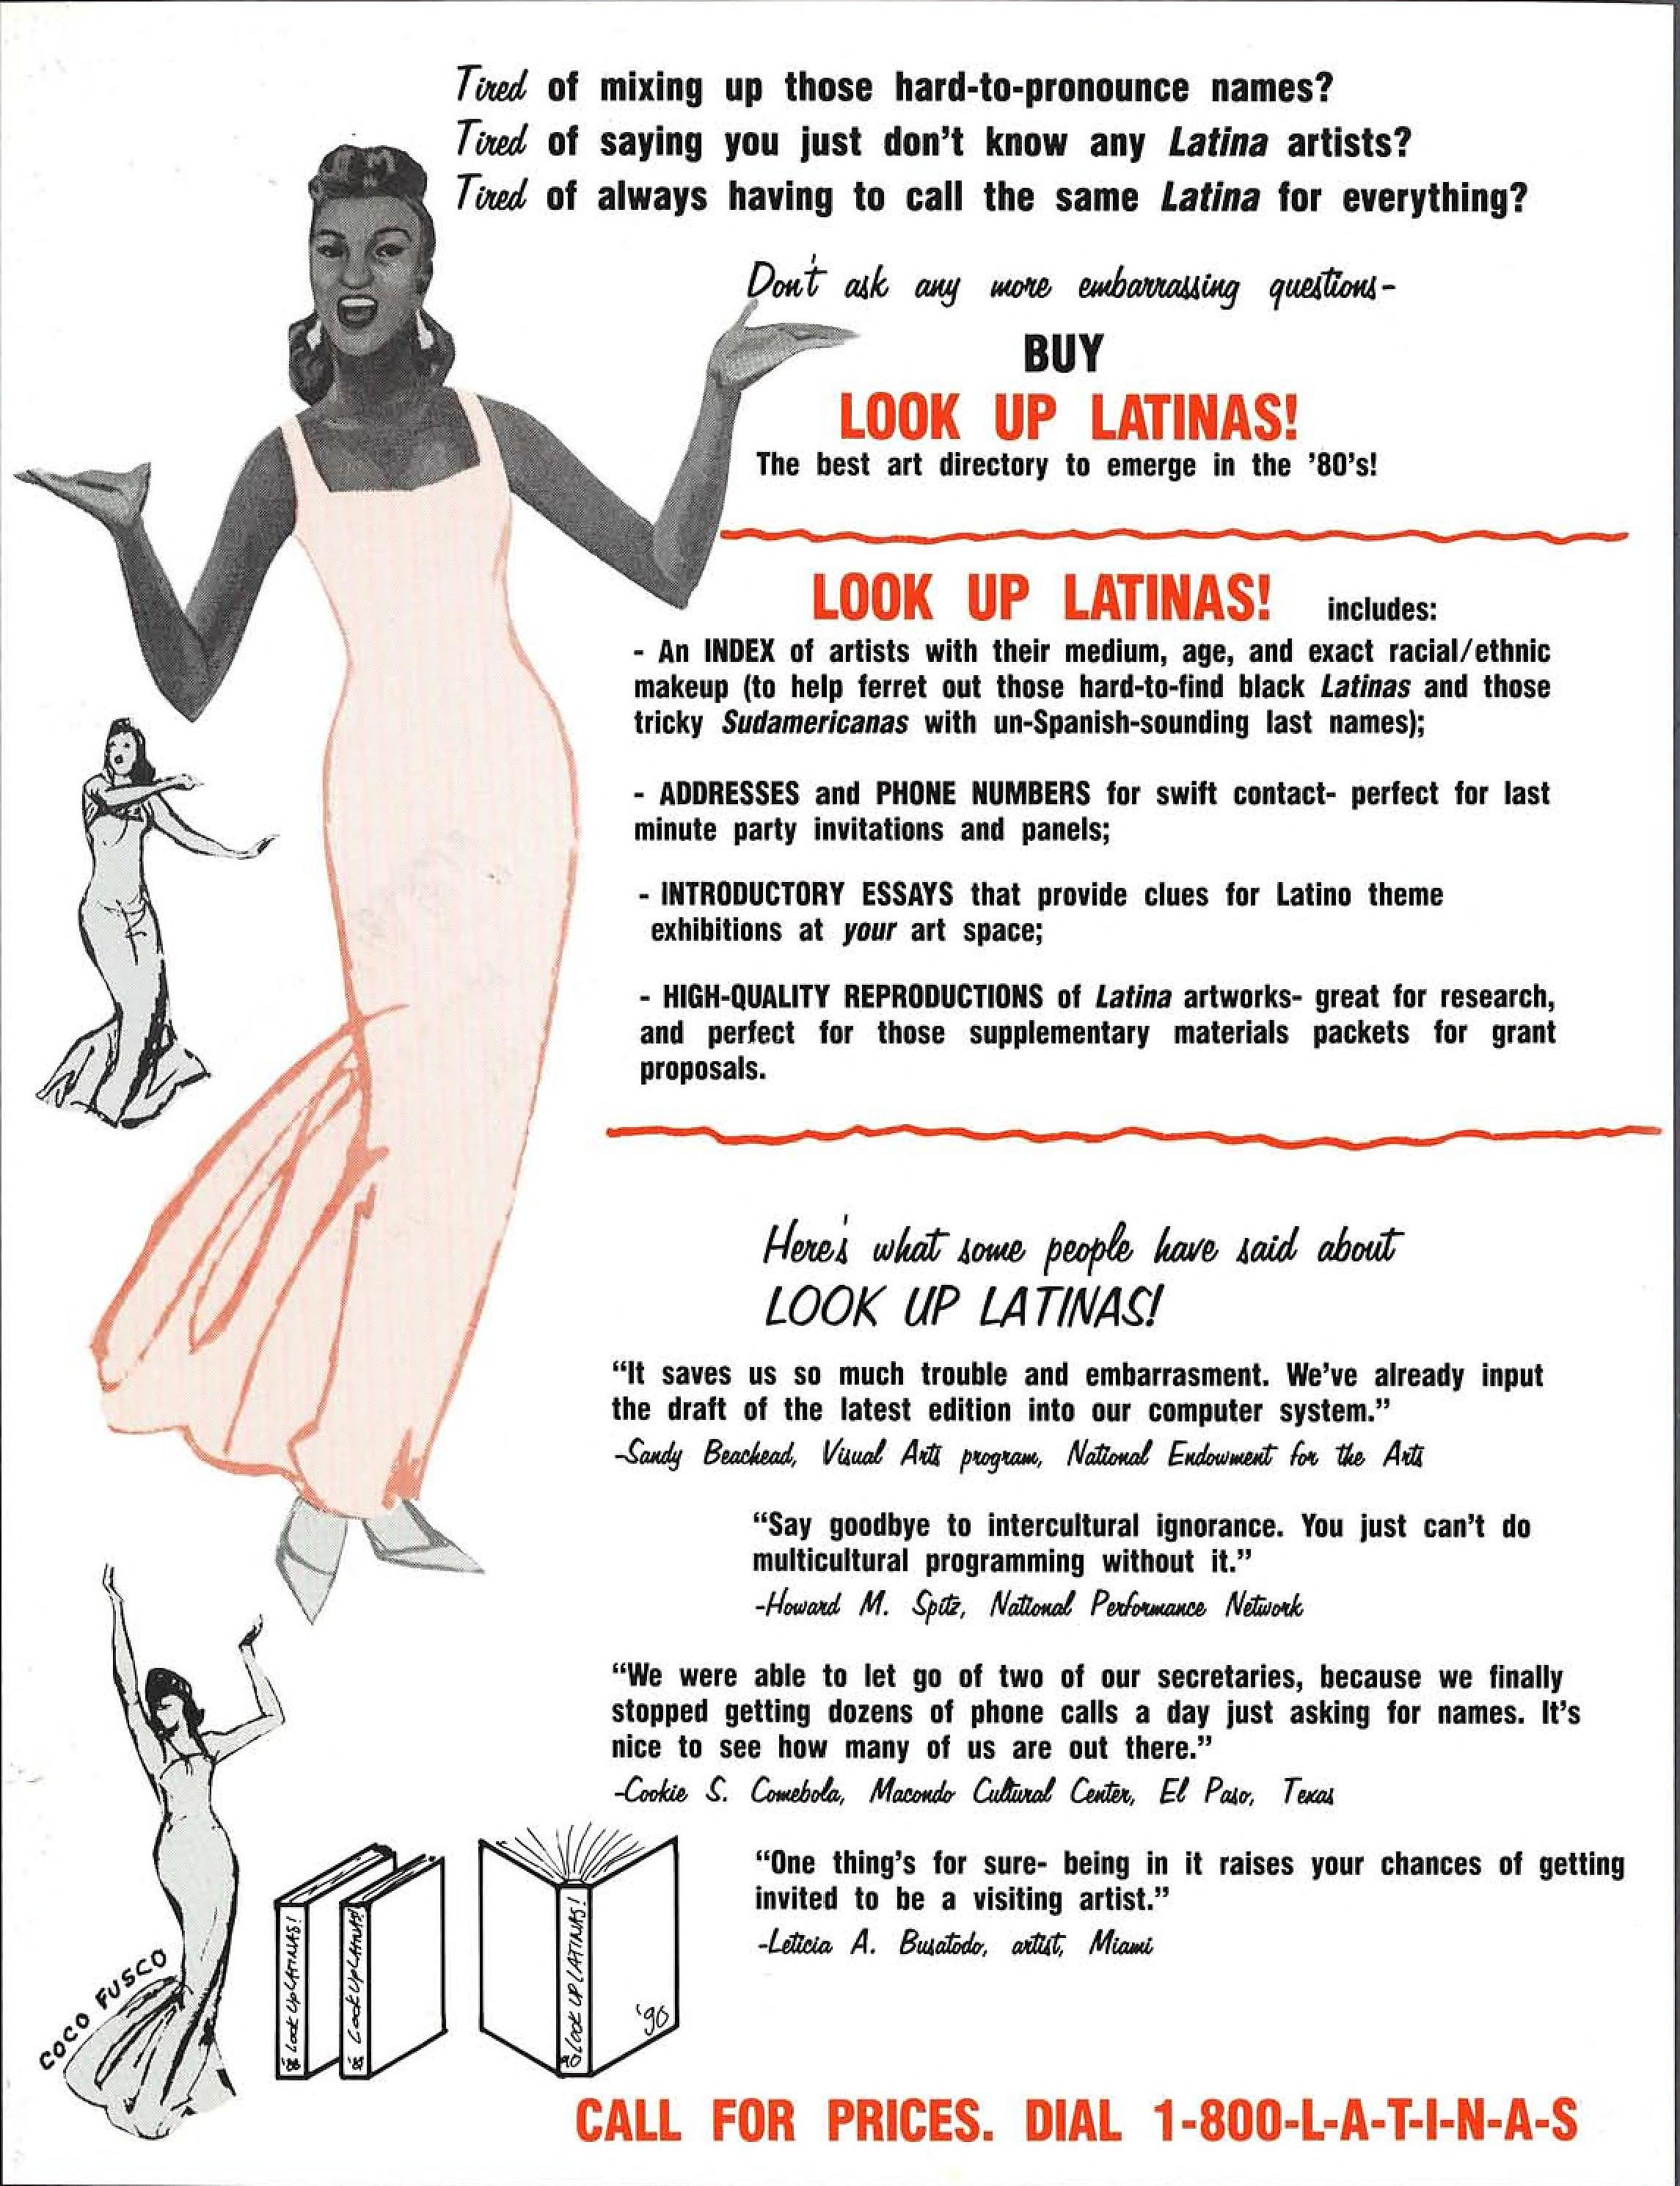 Tired of mixing up those hard-to-pronounce names?
Tired of saying you just don't know any Latina artists?
Tired of always having to call the same Latina for everything?
Don't ask any more embarrassing questions-
BUY
LOOK UP LATINAS!
The best art directory to emerge in the '80's!
LOOK UP LATINAS! includes:
- An INDEX of artists with their medium, age, and exact racial/ethnic
makeup (to help ferret out those hard-to-find black Latinas and those
tricky Sudamericanas with un-Spanish-sounding last names);
- ADDRESSES and PHONE NUMBERS for swift contact- perfect for last
minute party invitations and panels;
- INTRODUCTORY ESSAYS that provide clues for Latino theme
exhibitions at your art space;
- HIGH-QUALITY REPRODUCTIONS of Latina artworks- great for research,
and perfect for those supplementary materials packets for grant
proposals.
Here's what some people have said about
LOOK UP LATINAS!
“It saves us so much trouble and embarrasment. We've already input
the draft of the latest edition into our computer system.”
-Sandy Beachead, Visual Arts program, National Endowment for the Arts
“Say goodbye to intercultural ignorance. You just can't do
multicultural programming without it.”
-Howard M. Spitz, National Performance Network
“We were able to let go of two of our secretaries, because we finally
stopped getting dozens of phone calls a day just asking for names. It's
nice to see how many of us are out there.”
-Cookie S. Comebola, Macondo Cultural Center, El Paso, Texas
“One thing's for sure- being in it raises your chances of getting
invited to be a visiting artist.”
-Leticia A. Busatodo, artist, Miami
COCO FUSCO
Look Up LATINAS!
Look Up LATINAS!
90 LOOK UP LATINAS!
'90
CALL FOR PRICES. DIAL 1-800-L-A-T-I-N-A-S